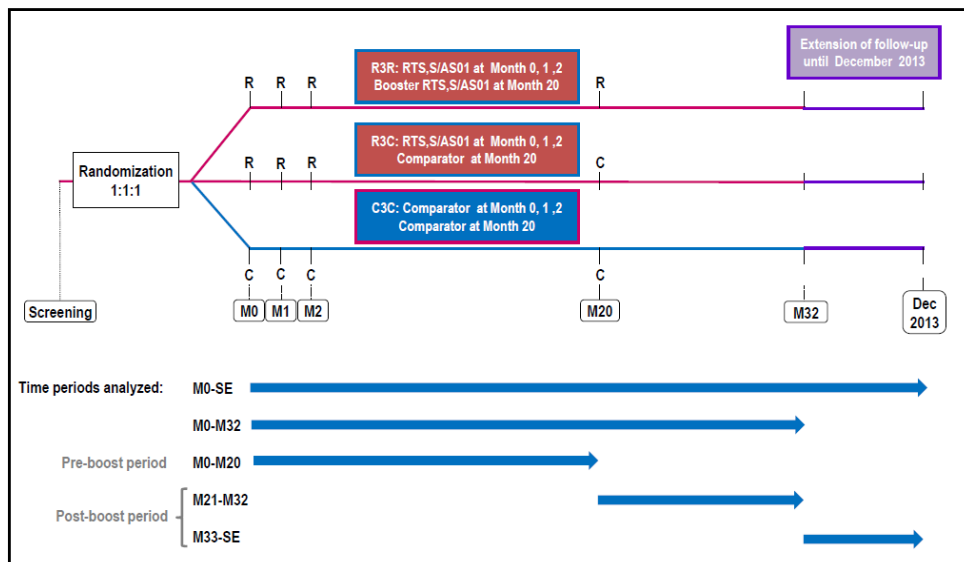 R3R: RTS,S/AS01 at Month 0, 1 ,2
Booster RTS,S/AS01 at Month 20
Extension of follow-up
until December 2013
R R R R
Randomization
1:1:1
R3C: RTS,S/AS01 at Month 0, 1 ,2
Comparator at Month 20
R R R C
C3C: Comparator at Month 0, 1 ,2
Comparator at Month 20
C C C C
Screening M0 M1 M2 M20 M32 Dec
2013
Time periods analyzed: M0-SE
M0-M32
Pre-boost period M0-M20
M21-M32
Post-boost period
M33-SE